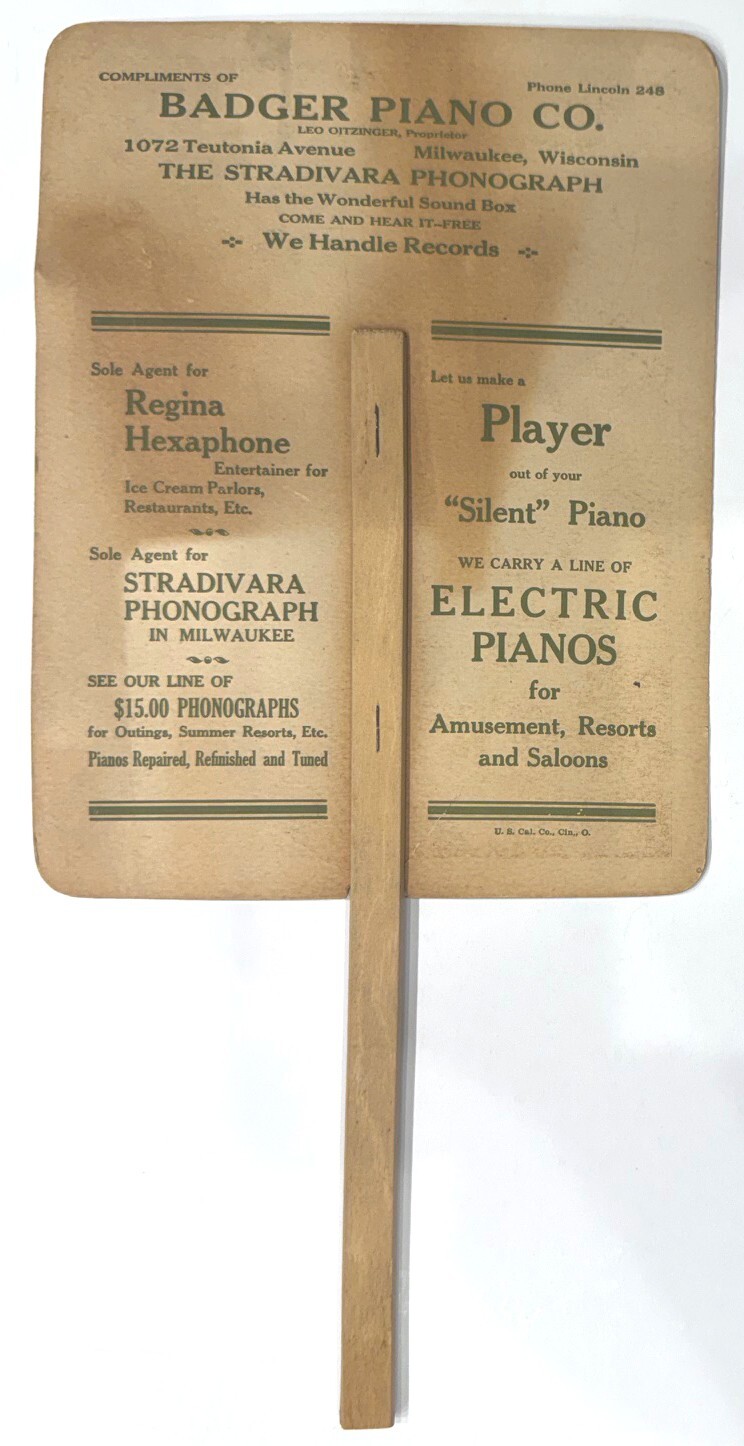 COMPLIMENTS OF
Phone Lincoln 248
BADGER PIANO CO.
LEO OITZINGER, Proprietor
1072 Teutonia Avenue Milwaukee, Wisconsin
THE STRADIVARA PHONOGRAPH
Has the Wonderful Sound Box
COME AND HEAR IT--FREE
We Handle Records
Sole Agent for
Regina
Hexaphone
Entertainer for
Ice Cream Parlors,
Restaurants, Etc.
Sole Agent for
STRADIVARA
PHONOGRAPH
IN MILWAUKEE
SEE OUR LINE OF
$15.00 PHONOGRAPHS
for Outings, Summer Resorts, Etc.
Pianos Repaired, Refinished and Tuned
Let us make a
Player
out of your
“Silent” Piano
WE CARRY A LINE OF
ELECTRIC
PIANOS
for
Amusement, Resorts
and Saloons
U. S. Cal. Co., Cin., O.